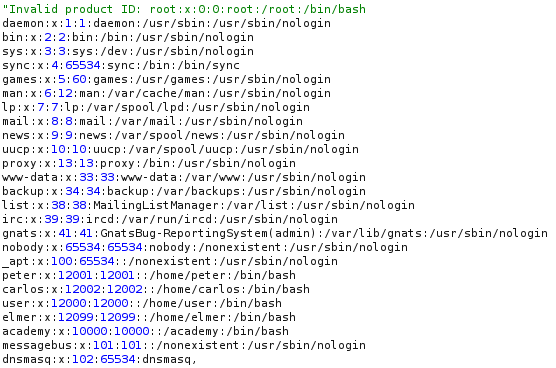 "Invalid product ID: root:x:0:0:root:/root:/bin/bash
daemon:x:1:1:daemon:/usr/sbin:/usr/sbin/nologin
bin:x:2:2:bin:/bin:/usr/sbin/nologin
sys:x:3:3:sys:/dev:/usr/sbin/nologin
sync:x:4:65534:sync:/bin:/bin/sync
games:x:5:60:games:/usr/games:/usr/sbin/nologin
man:x:6:12:man:/var/cache/man:/usr/sbin/nologin
lp:x:7:7:lp:/var/spool/lpd:/usr/sbin/nologin
mail:x:8:8:mail:/var/mail:/usr/sbin/nologin
news:x:9:9:news:/var/spool/news:/usr/sbin/nologin
uucp:x:10:10:uucp:/var/spool/uucp:/usr/sbin/nologin
proxy:x:13:13:proxy:/bin:/usr/sbin/nologin
www-data:x:33:33:www-data:/var/www:/usr/sbin/nologin
backup:x:34:34:backup:/var/backups:/usr/sbin/nologin
list:x:38:38:MailingListManager:/var/list:/usr/sbin/nologin
irc:x:39:39:ircd:/var/run/ircd:/usr/sbin/nologin
gnats:x:41:41:GnatsBug-ReportingSystem(admin):/var/lib/gnats:/usr/sbin/nologin
nobody:x:65534:65534:nobody:/nonexistent:/usr/sbin/nologin
_apt:x:100:65534::/nonexistent:/usr/sbin/nologin
peter:x:12001:12001::/home/peter:/bin/bash
carlos:x:12002:12002::/home/carlos:/bin/bash
user:x:12000:12000::/home/user:/bin/bash
elmer:x:12099:12099::/home/elmer:/bin/bash
academy:x:10000:10000::/academy:/bin/bash
messagebus:x:101:101::/nonexistent:/usr/sbin/nologin
dnsmasq:x:102:65534:dnsmasq,